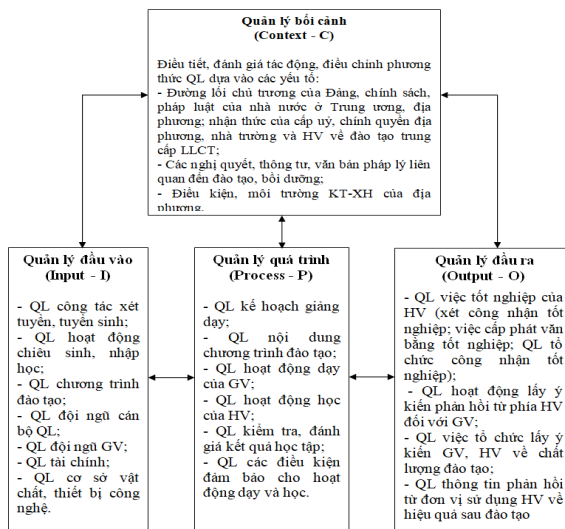 Quản lý bối cảnh
(Context - C)
Điều tiết, đánh giá tác động, điều chỉnh phương
thức QL dựa vào các yếu tố:
- Đường lối chủ trương của Đảng, chính sách,
pháp luật của nhà nước ở Trung ương, địa
phương; nhận thức của cấp uỷ, chính quyền địa
phương, nhà trường và HV về đào tạo trung
cấp LLCT;
- Các nghị quyết, thông tư, văn bản pháp lý liên
quan đến đào tạo, bồi dưỡng;
- Điều kiện, môi trường KT-XH của địa
phương.
Quản lý đầu vào
(Input - I)
- QL công tác xét
tuyển, tuyển sinh;
- QL hoạt động
chiêu sinh, nhập
học;
- QL chương trình
đào tạo;
- QL đội ngũ cán
bộ QL;
- QL đội ngũ GV;
- QL tài chính;
- QL cơ sở vật
chất, thiết bị công
nghệ.
Quản lý quá trình
(Process - P)
- QL kế hoạch giảng
dạy;
- QL nội dung
chương trình đào tạo;
- QL hoạt động dạy
của GV;
- QL hoạt động học
của HV;
- QL kiểm tra, đánh
giá kết quả học tập;
- QL các điều kiện
đảm bảo cho hoạt
động dạy và học.
Quản lý đầu ra
(Output - O)
- QL việc tốt nghiệp của
HV (xét công nhận tốt
nghiệp; việc cấp phát văn
bằng tốt nghiệp; QL tổ
chức công nhận tốt
nghiệp);
- QL hoạt động lấy ý
kiến phản hồi từ phía HV
đối với GV;
- QL việc tổ chức lấy ý
kiến GV, HV về chất
lượng đào tạo;
- QL thông tin phản hồi
từ đơn vị sử dụng HV về
hiệu quả sau đào tạo